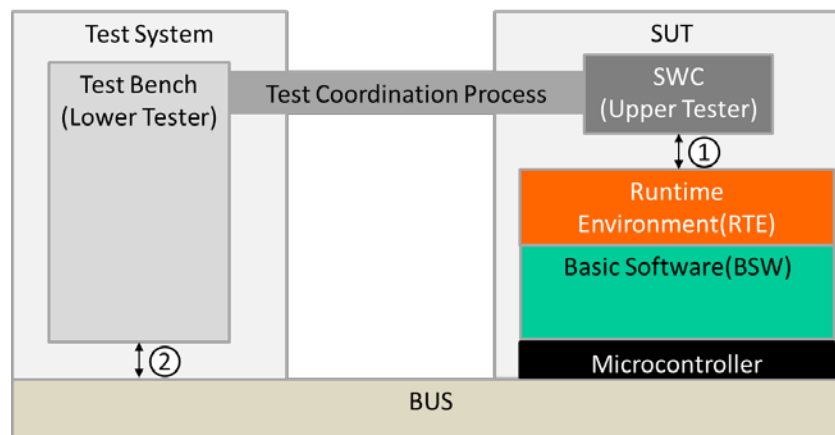 Test System
SUT
Test Bench
(Lower Tester)
Test Coordination Process
SWC
(Upper Tester)
①
Runtime
Environment(RTE)
Basic Software(BSW)
②
Microcontroller
BUS